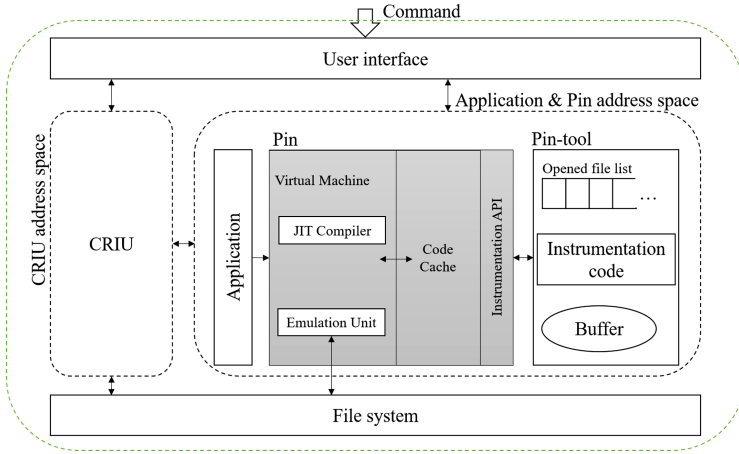 Command
User interface
Application & Pin address space
CRIU address space
CRIU
Pin
Pin-tool
Application
Virtual Machine
JIT Compiler
Emulation Unit
Code
Cache
Instrumentation API
Opened file list
...
Instrumentation
code
Buffer
File system